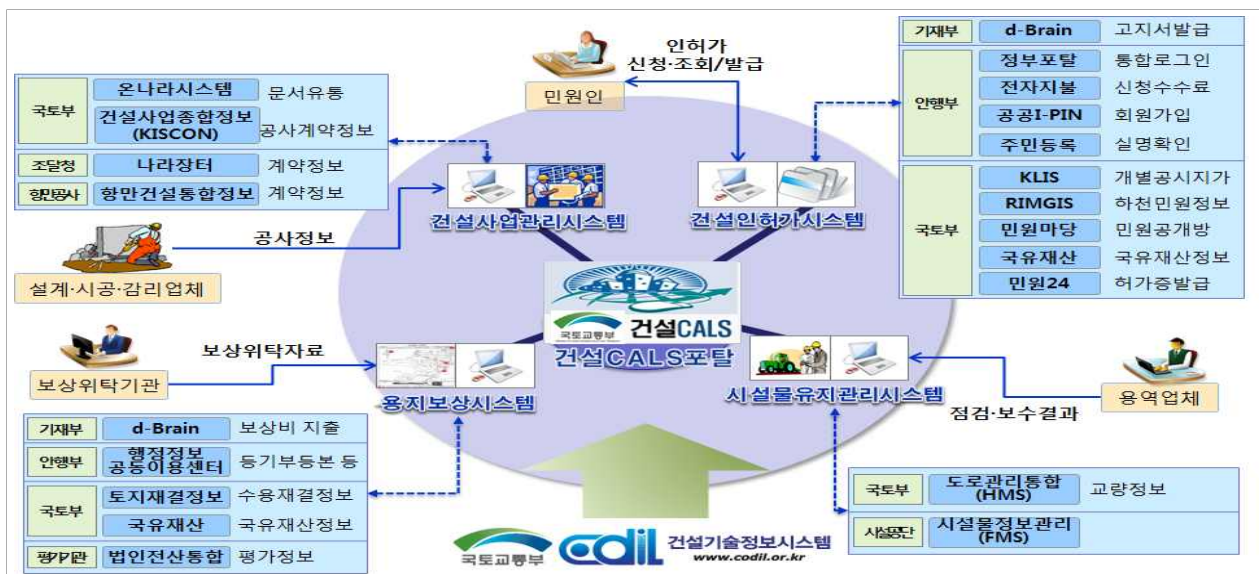 인허가
신청·조회/발급
민원인
국토부
온나라시스템
문서유통
건설사업종합정보
(KISCON)
공사계약정보
조달청
나라장터
계약정보
항만공사
항만건설통합정보
계약정보
기재부
d-Brain
고지서발급
안행부
정부포탈
통합로그인
전자지불
신청수수료
공공I-PIN
회원가입
주민등록
실명확인
국토부
KLIS
개별공시지가
RIMGIS
하천민원정보
민원마당
민원공개방
국유재산
국유재산정보
민원24
허가증발급
건설사업관리시스템
건설인허가시스템
공사정보
설계·시공·감리업체
국토교통부
건설CALS
건설CALS포탈
보상위탁자료
보상위탁기관
용지보상시스템
시설물유지관리시스템
점검·보수결과
용역업체
기재부
d-Brain
보상비 지출
안행부
행정정보
공동이용센터
등기부등본 등
국토부
토지재결정보
수용재결정보
국유재산
국유재산정보
평가기관
법인전산통합
평가정보
국토부
도로관리통합
(HMS)
교량정보
시설공단
시설물정보관리
(FMS)
국토교통부
codil
건설기술정보시스템
www.codil.or.kr